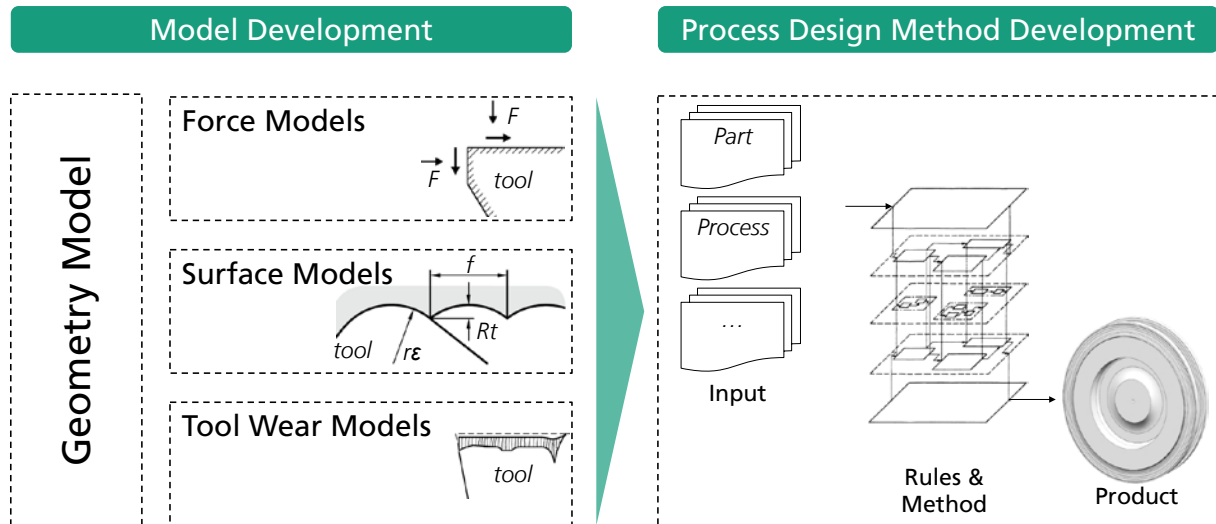 Model Development
Process Design Method Development
Geometry Model
Force Models
F
F
tool
Surface Models
f
Rt
tool
rε
Tool Wear Models
tool
Part
Process
...
Input
Rules &
Method
Product